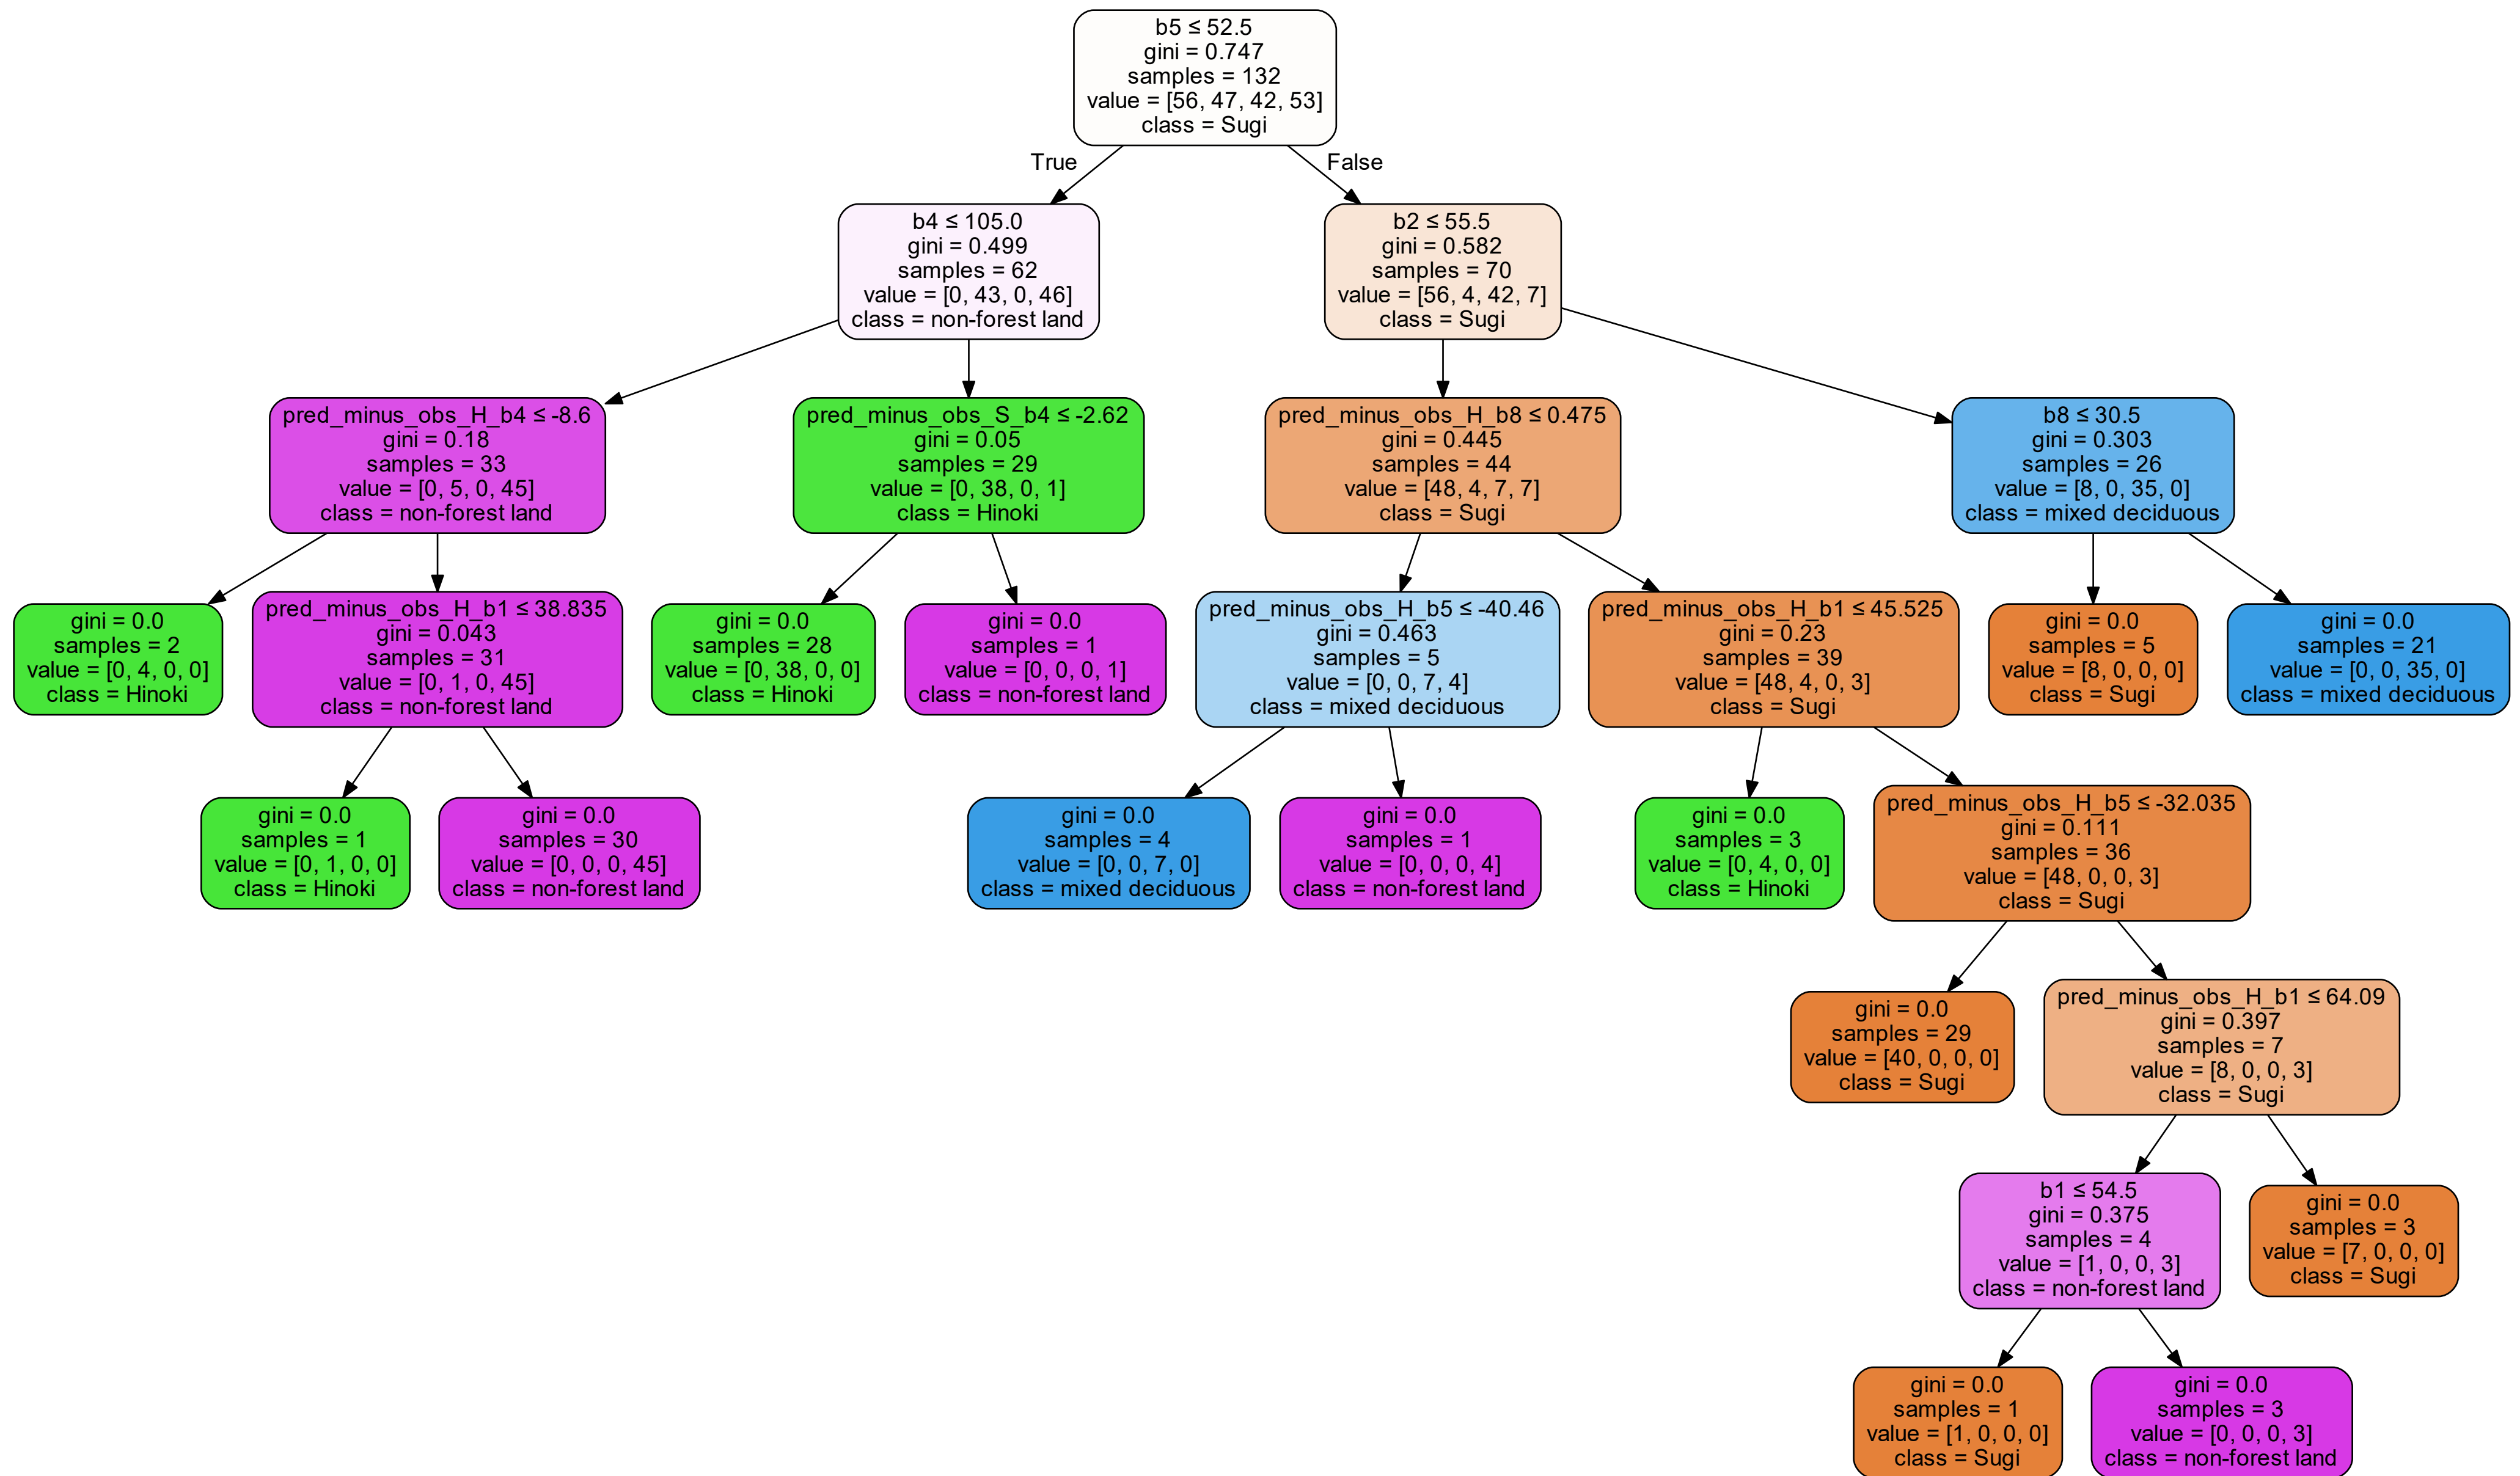 b5 ≤ 52.5
gini = 0.747
samples = 132
value = [56, 47, 42, 53]
class = Sugi
True
False
b4 ≤ 105.0
gini = 0.499
samples = 62
value = [0, 43, 0, 46]
class = non-forest land
b2 ≤ 55.5
gini = 0.582
samples = 70
value = [56, 4, 42, 7]
class = Sugi
pred_minus_obs_H_b4 ≤ -8.6
gini = 0.18
samples = 33
value = [0, 5, 0, 45]
class = non-forest land
pred_minus_obs_S_b4 ≤ -2.62
gini = 0.05
samples = 29
value = [0, 38, 0, 1]
class = Hinoki
pred_minus_obs_H_b8 ≤ 0.475
gini = 0.445
samples = 44
value = [48, 4, 7, 7]
class = Sugi
b8 ≤ 30.5
gini = 0.303
samples = 26
value = [8, 0, 35, 0]
class = mixed deciduous
gini = 0.0
samples = 2
value = [0, 4, 0, 0]
class = Hinoki
pred_minus_obs_H_b1 ≤ 38.835
gini = 0.043
samples = 31
value = [0, 1, 0, 45]
class = non-forest land
gini = 0.0
samples = 28
value = [0, 38, 0, 0]
class = Hinoki
gini = 0.0
samples = 1
value = [0, 0, 0, 1]
class = non-forest land
pred_minus_obs_H_b5 ≤ -40.46
gini = 0.463
samples = 5
value = [0, 0, 7, 4]
class = mixed deciduous
pred_minus_obs_H_b1 ≤ 45.525
gini = 0.23
samples = 39
value = [48, 4, 0, 3]
class = Sugi
gini = 0.0
samples = 5
value = [8, 0, 0, 0]
class = Sugi
gini = 0.0
samples = 21
value = [0, 0, 35, 0]
class = mixed deciduous
gini = 0.0
samples = 1
value = [0, 1, 0, 0]
class = Hinoki
gini = 0.0
samples = 30
value = [0, 0, 0, 45]
class = non-forest land
gini = 0.0
samples = 4
value = [0, 0, 7, 0]
class = mixed deciduous
gini = 0.0
samples = 1
value = [0, 0, 0, 4]
class = non-forest land
gini = 0.0
samples = 3
value = [0, 4, 0, 0]
class = Hinoki
pred_minus_obs_H_b5 ≤ -32.035
gini = 0.111
samples = 36
value = [48, 0, 0, 3]
class = Sugi
gini = 0.0
samples = 29
value = [40, 0, 0, 0]
class = Sugi
pred_minus_obs_H_b1 ≤ 64.09
gini = 0.397
samples = 7
value = [8, 0, 0, 3]
class = Sugi
b1 ≤ 54.5
gini = 0.375
samples = 4
value = [1, 0, 0, 3]
class = non-forest land
gini = 0.0
samples = 3
value = [7, 0, 0, 0]
class = Sugi
gini = 0.0
samples = 1
value = [1, 0, 0, 0]
class = Sugi
gini = 0.0
samples = 3
value = [0, 0, 0, 3]
class = non-forest land